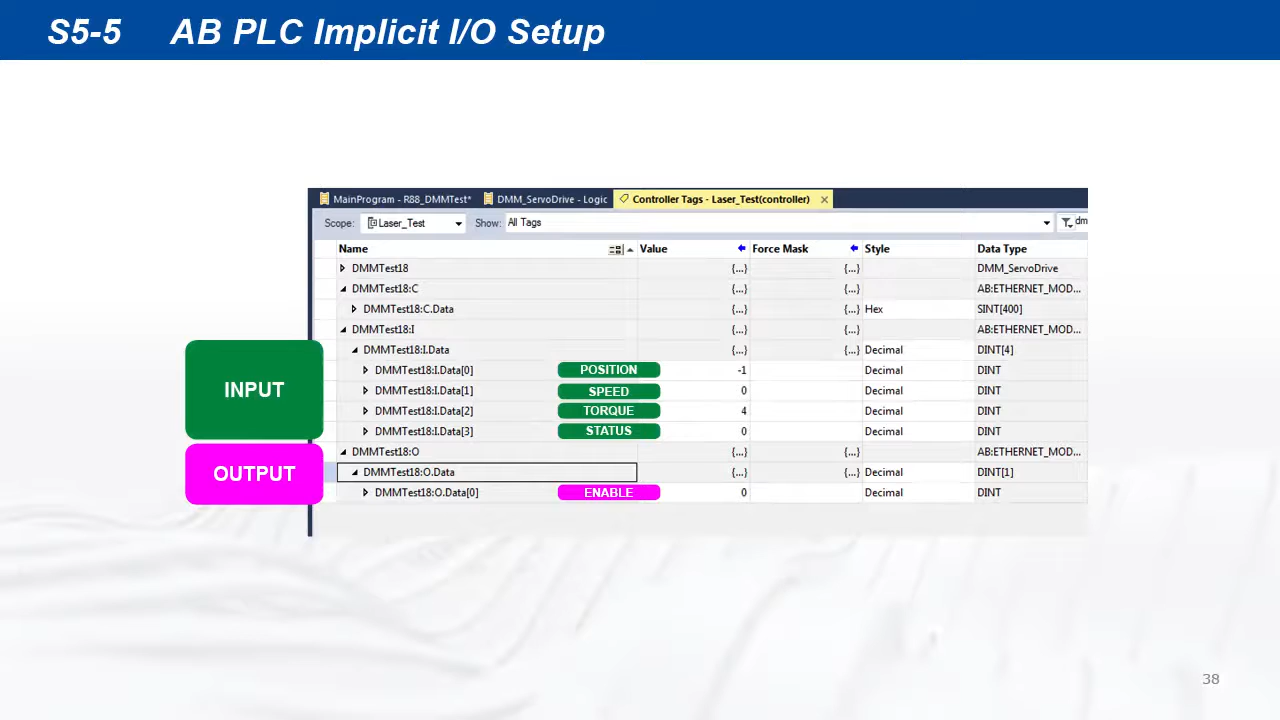 S5-5 AB PLC Implicit I/O Setup
MainProgram - R88_DMMTest* DMM_ServoDrive - Logic Controller Tags - Laser_Test(controller)
Scope: Laser_Test Show: All Tags dm
Name Value Force Mask Style Data Type
DMMTest18 {...} {...} DMM_ServoDrive
DMMTest18:C {...} {...} AB:ETHERNET_MOD...
DMMTest18:C.Data {...} {...} Hex SINT[400]
DMMTest18:I {...} {...} AB:ETHERNET_MOD...
DMMTest18:I.Data {...} {...} Decimal DINT[4]
DMMTest18:I.Data[0] POSITION -1 Decimal DINT
INPUT
DMMTest18:I.Data[1] SPEED 0 Decimal DINT
DMMTest18:I.Data[2] TORQUE 4 Decimal DINT
DMMTest18:I.Data[3] STATUS 0 Decimal DINT
DMMTest18:O {...} {...} AB:ETHERNET_MOD...
OUTPUT
DMMTest18:O.Data {...} {...} Decimal DINT[1]
DMMTest18:O.Data[0] ENABLE 0 Decimal DINT
38